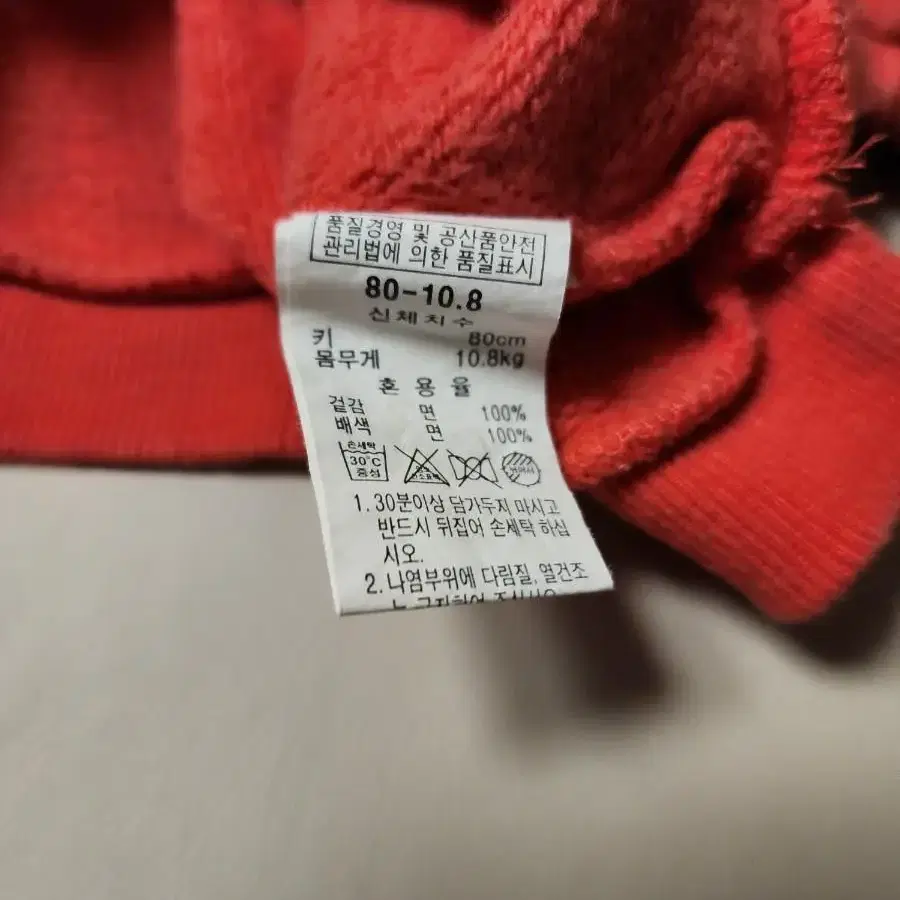 품질경영 및 공산품안전
관리법에 의한 품질표시
80-10.8
신체치수
키 80cm
몸무게 10.8kg
혼용율
겉감 면 100%
배색 면 100%
손세탁
30℃
중성
1. 30분이상 담가두지 마시고
반드시 뒤집어 손세탁 하십
시오.
2. 나염부위에 다림질, 열건조